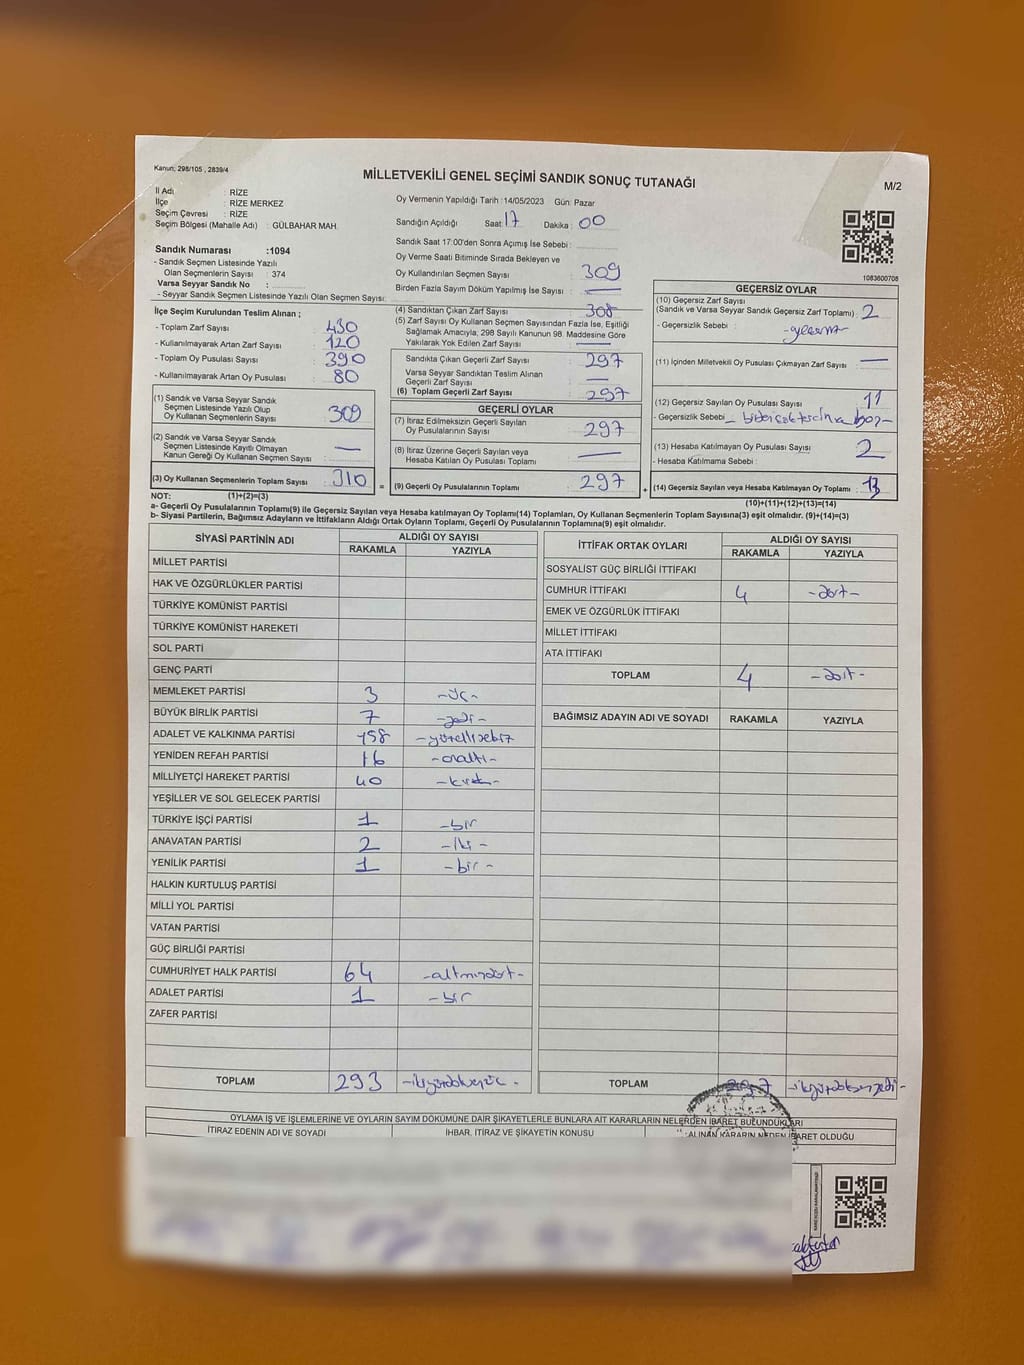 Kanun: 298/105 , 2839/4
MİLLETVEKİLİ GENEL SEÇİMİ SANDIK SONUÇ TUTANAĞI
M/2
İl Adı : RİZE
İlçe : RİZE MERKEZ
Seçim Çevresi : RİZE
Seçim Bölgesi (Mahalle Adı) : GÜLBAHAR MAH.
Sandık Numarası :1094
- Sandık Seçmen Listesinde Yazılı
Olan Seçmenlerin Sayısı : 374
Varsa Seyyar Sandık No :
- Seyyar Sandık Seçmen Listesinde Yazılı Olan Seçmen Sayısı:
Oy Vermenin Yapıldığı Tarih : 14/05/2023 Gün: Pazar
Sandığın Açıldığı Saat: 17 Dakika : 00
Sandık Saat 17:00'den Sonra Açımış İse Sebebi :
Oy Verme Saati Bitiminde Sırada Bekleyen ve
Oy Kullandırılan Seçmen Sayısı : 309
Birden Fazla Sayım Döküm Yapılmış İse Sayısı : —
1083600706
İlçe Seçim Kurulundan Teslim Alınan ;
- Toplam Zarf Sayısı : 430
- Kullanılmayarak Artan Zarf Sayısı : 120
- Toplam Oy Pusulası Sayısı : 390
- Kullanılmayarak Artan Oy Pusulası : 80
(1) Sandık ve Varsa Seyyar Sandık
Seçmen Listesinde Yazılı Olup
Oy Kullanan Seçmenlerin Sayısı : 309
(2) Sandık ve Varsa Seyyar Sandık
Seçmen Listesinde Kayıtlı Olmayan
Kanun Gereği Oy Kullanan Seçmen Sayısı : —
(3) Oy Kullanan Seçmenlerin Toplam Sayısı : 310
(4) Sandıktan Çıkan Zarf Sayısı : 308
(5) Zarf Sayısı Oy Kullanan Seçmen Sayısından Fazla İse, Eşitliği
Sağlamak Amacıyla, 298 Sayılı Kanunun 98. Maddesine Göre
Yakılarak Yok Edilen Zarf Sayısı : —
Sandıkta Çıkan Geçerli Zarf Sayısı : 297
Varsa Seyyar Sandıktan Teslim Alınan
Geçerli Zarf Sayısı : —
(6) Toplam Geçerli Zarf Sayısı : 297
GEÇERLİ OYLAR
(7) İtiraz Edilmeksizin Geçerli Sayılan
Oy Pusulalarının Sayısı : 297
(8) İtiraz Üzerine Geçerli Sayılan veya
Hesaba Katılan Oy Pusulası Toplamı : —
= (9) Geçerli Oy Pusulalarının Toplamı : 297
GEÇERSİZ OYLAR
(10) Geçersiz Zarf Sayısı
(Sandık ve Varsa Seyyar Sandık Geçersiz Zarf Toplamı) : 2
- Geçersizlik Sebebi :
(11) İçinden Milletvekili Oy Pusulası Çıkmayan Zarf Sayısı : —
(12) Geçersiz Sayılan Oy Pusulası Sayısı : 11
- Geçersizlik Sebebi :
(13) Hesaba Katılmayan Oy Pusulası Sayısı : 2
- Hesaba Katılmama Sebebi :
+ (14) Geçersiz Sayılan veya Hesaba Katılmayan Oy Toplamı : 13
NOT: (1)+(2)=(3) (10)+(11)+(12)+(13)=(14)
a- Geçerli Oy Pusulalarının Toplamı(9) ile Geçersiz Sayılan veya Hesaba katılmayan Oy Toplamı(14) Toplamları, Oy Kullanan Seçmenlerin Toplam Sayısına(3) eşit olmalıdır. (9)+(14)=(3)
b- Siyasi Partilerin, Bağımsız Adayların ve İttifakların Aldığı Ortak Oyların Toplamı, Geçerli Oy Pusulalarının Toplamına(9) eşit olmalıdır.
SİYASİ PARTİNİN ADI ALDIĞI OY SAYISI
RAKAMLA YAZIYLA
MİLLET PARTİSİ
HAK VE ÖZGÜRLÜKLER PARTİSİ
TÜRKİYE KOMÜNİST PARTİSİ
TÜRKİYE KOMÜNİST HAREKETİ
SOL PARTİ
GENÇ PARTİ
MEMLEKET PARTİSİ 3 -üç-
BÜYÜK BİRLİK PARTİSİ 7 -yedi-
ADALET VE KALKINMA PARTİSİ 158 -yüzellisekiz
YENİDEN REFAH PARTİSİ 16 -onaltı-
MİLLİYETÇİ HAREKET PARTİSİ 40 -kırk-
YEŞİLLER VE SOL GELECEK PARTİSİ
TÜRKİYE İŞÇİ PARTİSİ 1 -bir
ANAVATAN PARTİSİ 2 -iki-
YENİLİK PARTİSİ 1 -bir-
HALKIN KURTULUŞ PARTİSİ
MİLLİ YOL PARTİSİ
VATAN PARTİSİ
GÜÇ BİRLİĞİ PARTİSİ
CUMHURİYET HALK PARTİSİ 64 -altmışdört-
ADALET PARTİSİ 1 -bir
ZAFER PARTİSİ
TOPLAM 293 -ikiyüzdoksanüç-
İTTİFAK ORTAK OYLARI ALDIĞI OY SAYISI
RAKAMLA YAZIYLA
SOSYALİST GÜÇ BİRLİĞİ İTTİFAKI
CUMHUR İTTİFAKI 4 -dört-
EMEK VE ÖZGÜRLÜK İTTİFAKI
MİLLET İTTİFAKI
ATA İTTİFAKI
TOPLAM 4 -dört-
BAĞIMSIZ ADAYIN ADI VE SOYADI RAKAMLA YAZIYLA
TOPLAM 297 -ikiyüzdoksanyedi-
OYLAMA İŞ VE İŞLEMLERİNE VE OYLARIN SAYIM DÖKÜMÜNE DAİR ŞİKAYETLERLE BUNLARA AİT KARARLARIN NELERDEN İBARET BULUNDUKLARI
İTİRAZ EDENİN ADI VE SOYADI İHBAR, İTİRAZ VE ŞİKAYETİN KONUSU ALINAN KARARIN NEDEN İBARET OLDUĞU